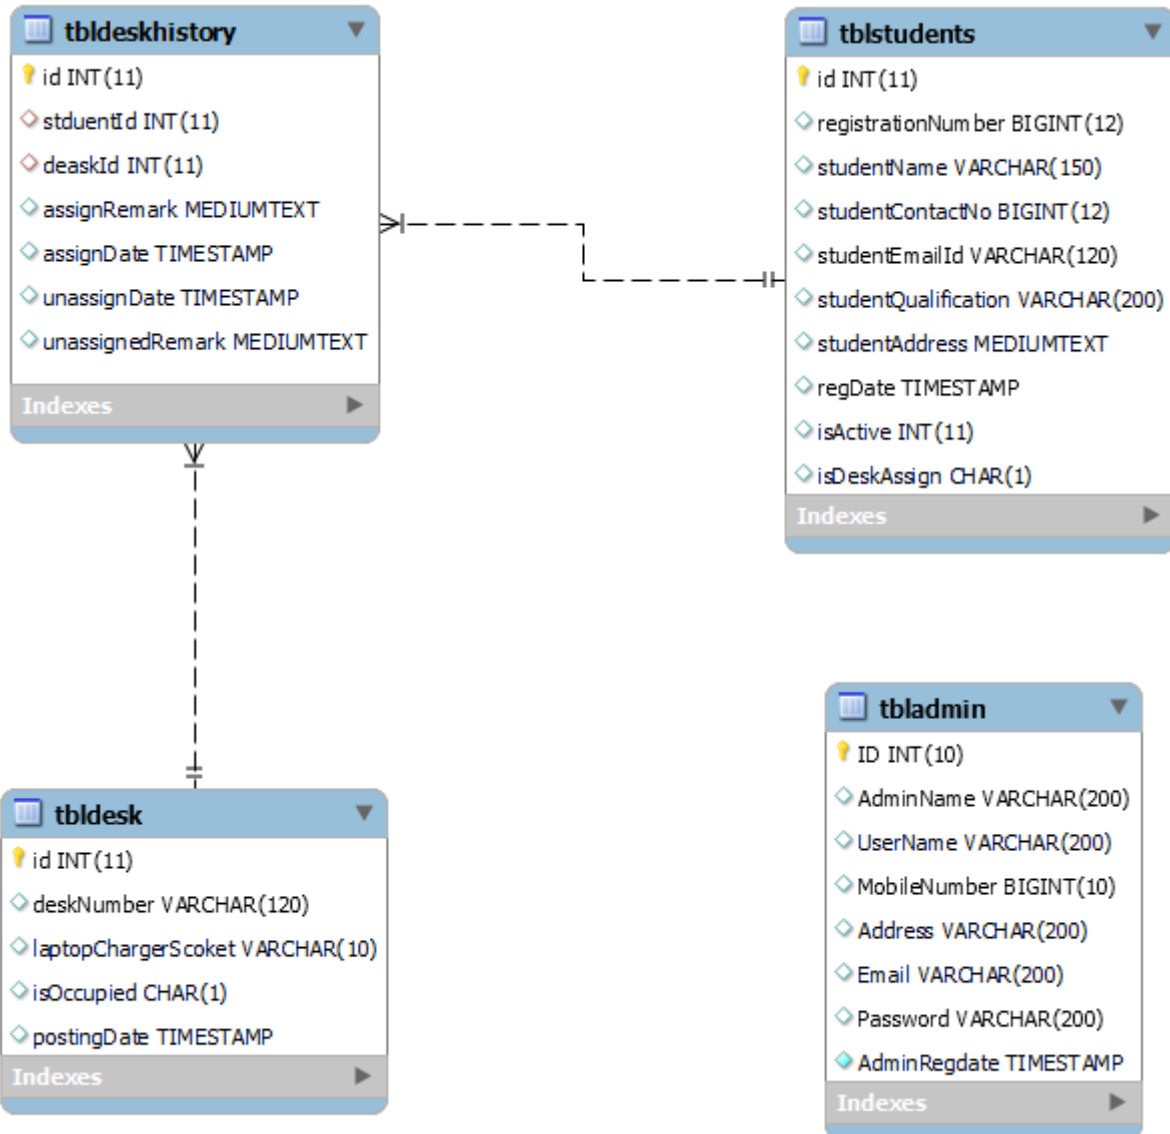 tbldeskhistory
id INT(11)
stduentId INT(11)
deaskId INT(11)
assignRemark MEDIUMTEXT
assignDate TIMESTAMP
unassignDate TIMESTAMP
unassignedRemark MEDIUMTEXT
Indexes
tblstudents
id INT(11)
registrationNumber BIGINT(12)
studentName VARCHAR(150)
studentContactNo BIGINT(12)
studentEmailId VARCHAR(120)
studentQualification VARCHAR(200)
studentAddress MEDIUMTEXT
regDate TIMESTAMP
isActive INT(11)
isDeskAssign CHAR(1)
Indexes
tbldesk
id INT(11)
deskNumber VARCHAR(120)
laptopChargerScoket VARCHAR(10)
isOccupied CHAR(1)
postingDate TIMESTAMP
Indexes
tbladmin
ID INT(10)
AdminName VARCHAR(200)
UserName VARCHAR(200)
MobileNumber BIGINT(10)
Address VARCHAR(200)
Email VARCHAR(200)
Password VARCHAR(200)
AdminRegdate TIMESTAMP
Indexes